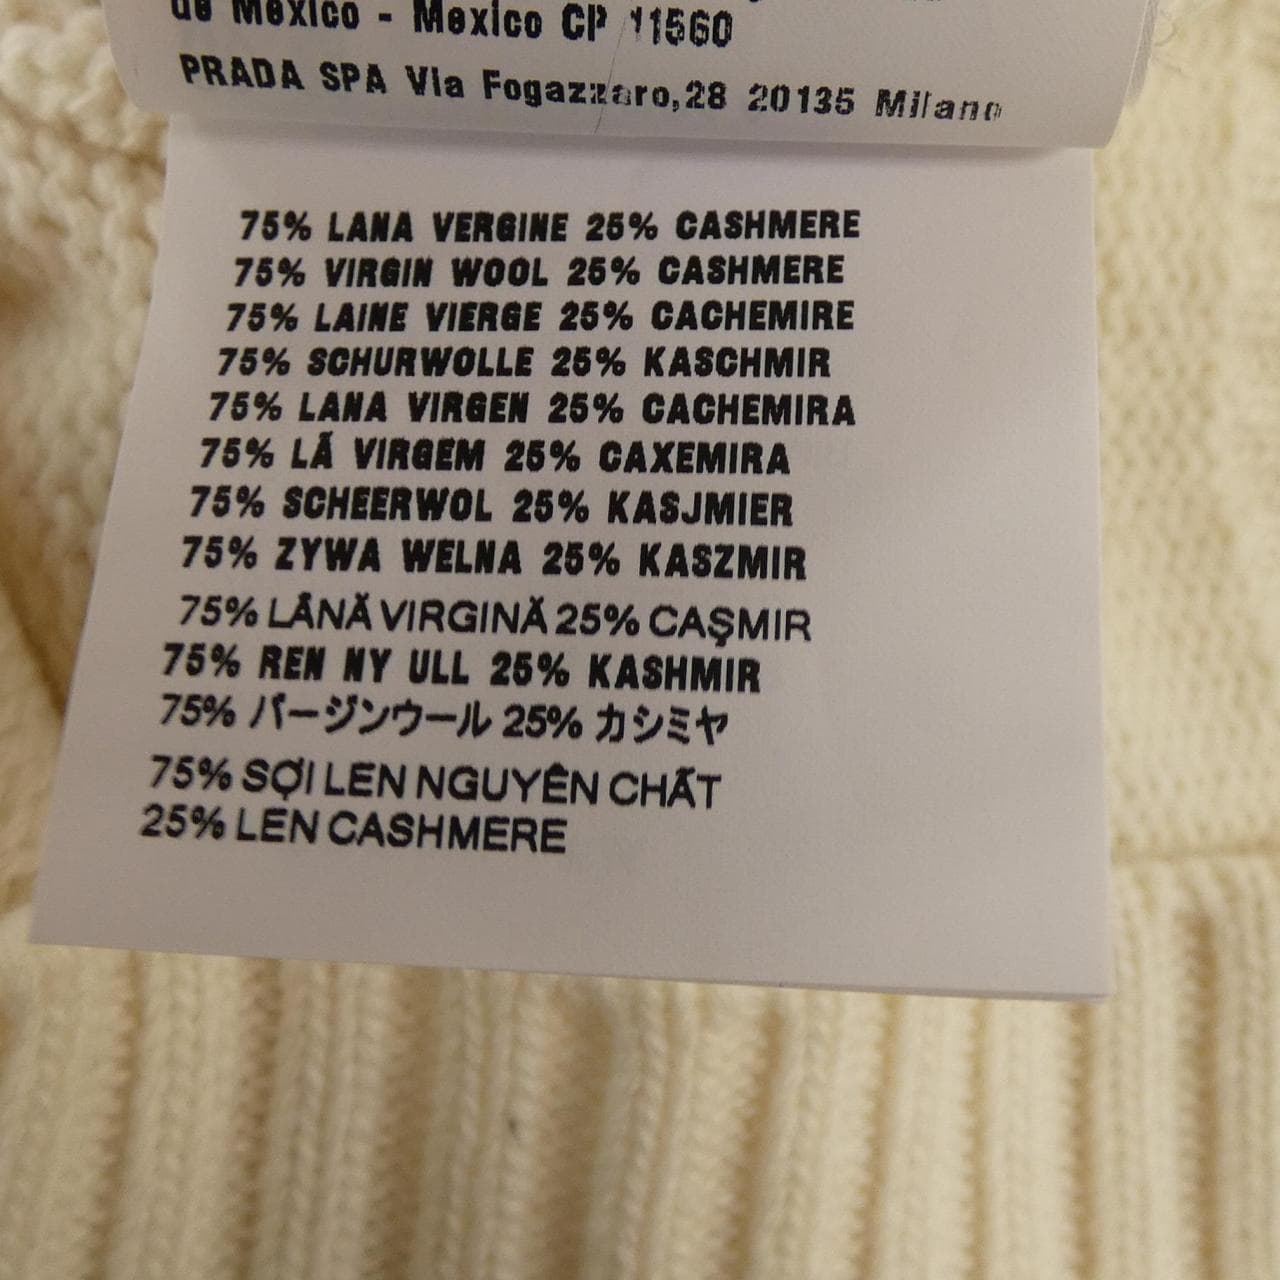 de Mexico - Mexico CP 11560
PRADA SPA Via Fogazzaro,28 20135 Milano
75% LANA VERGINE 25% CASHMERE
75% VIRGIN WOOL 25% CASHMERE
75% LAINE VIERGE 25% CACHEMIRE
75% SCHURWOLLE 25% KASCHMIR
75% LANA VIRGEN 25% CACHEMIRA
75% LÃ VIRGEM 25% CAXEMIRA
75% SCHEERWOL 25% KASJMIER
75% ZYWA WELNA 25% KASZMIR
75% LÂNĂ VIRGINĂ 25% CAŞMIR
75% REN NY ULL 25% KASHMIR
75% バージンウール 25% カシミヤ
75% SỢI LEN NGUYÊN CHẤT
25% LEN CASHMERE